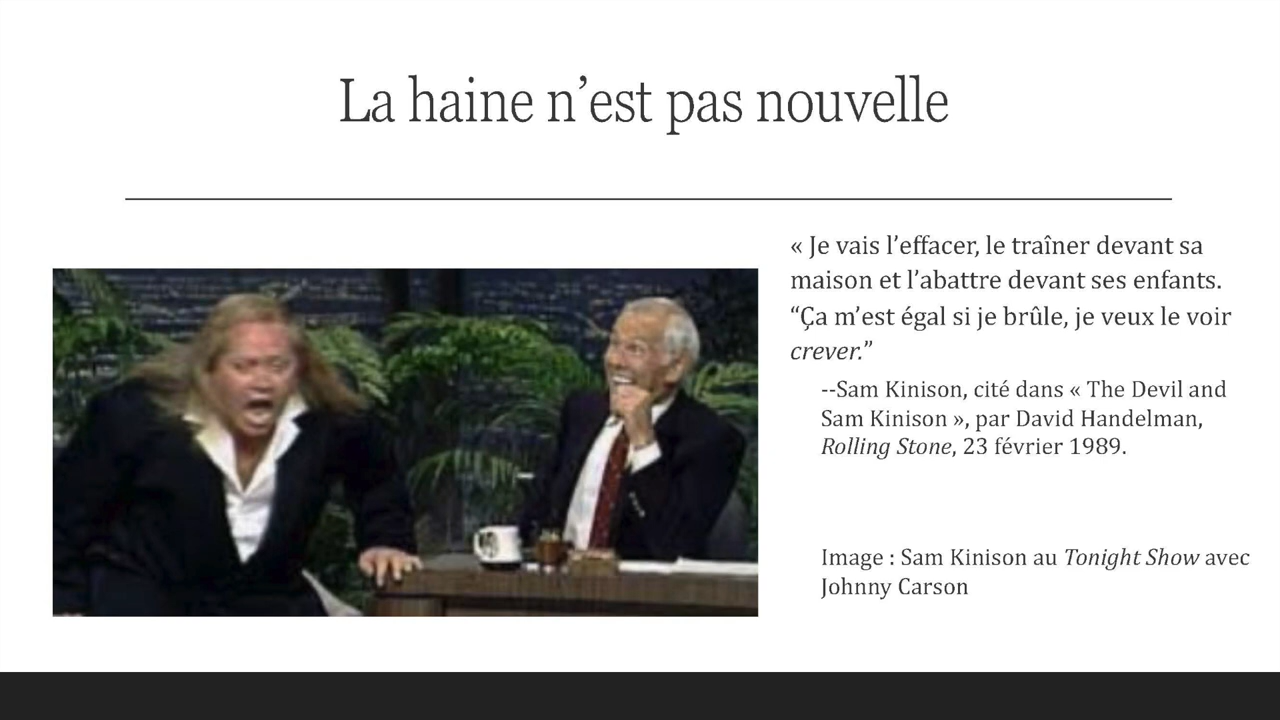 La haine n’est pas nouvelle
« Je vais l’effacer, le traîner devant sa
maison et l’abattre devant ses enfants.
“Ça m’est égal si je brûle, je veux le voir
crever.”
--Sam Kinison, cité dans « The Devil and
Sam Kinison », par David Handelman,
Rolling Stone, 23 février 1989.
Image : Sam Kinison au Tonight Show avec
Johnny Carson